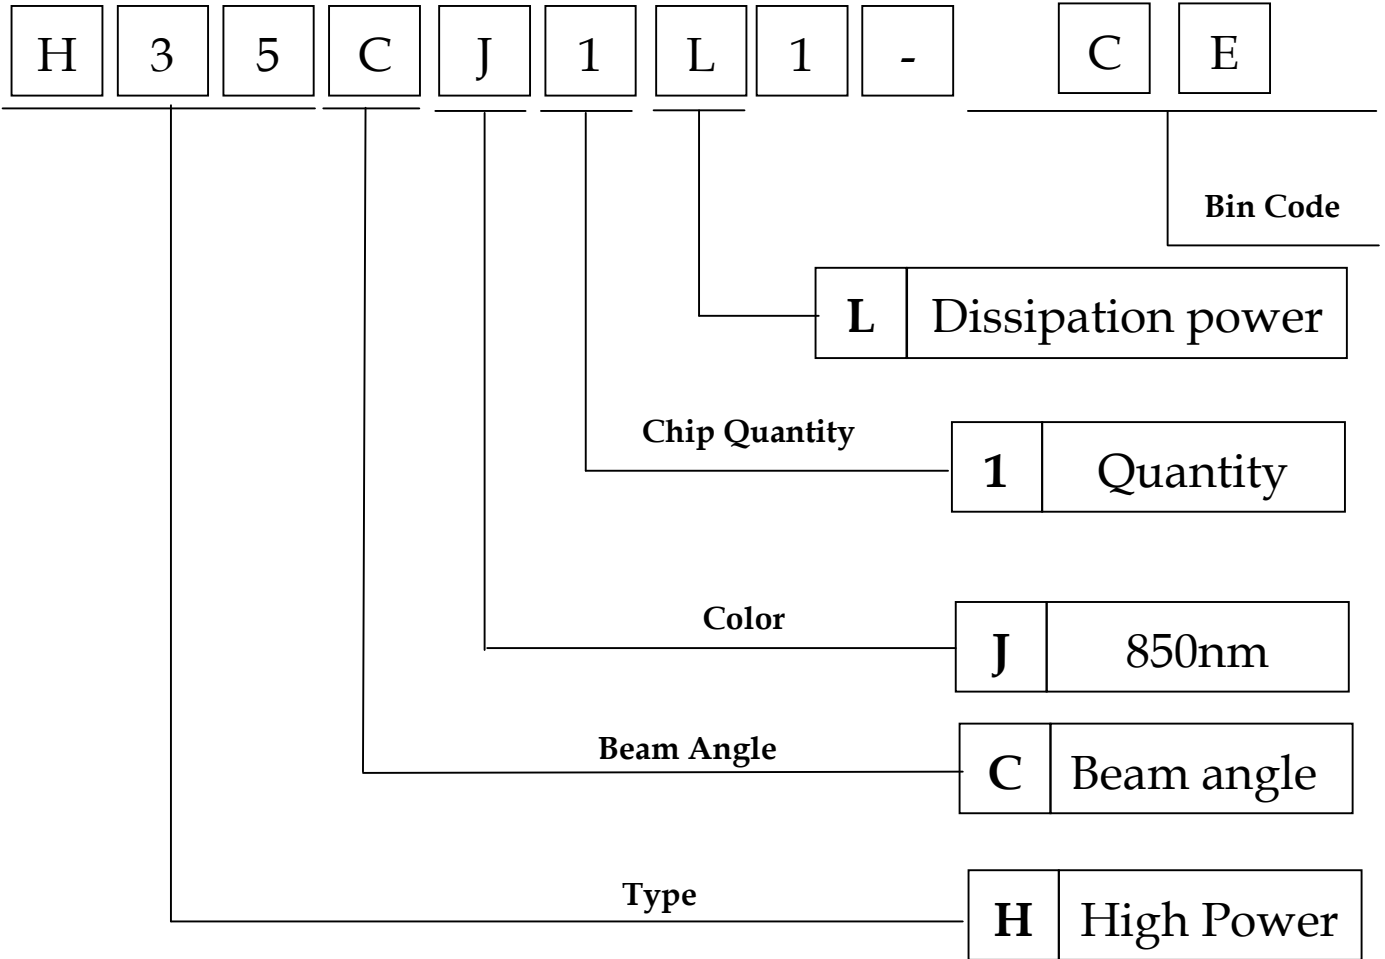 H 3 5 C J 1 L 1 - C E
Bin Code
L Dissipation power
Chip Quantity
1 Quantity
Color
J 850nm
Beam Angle
C Beam angle
Type
H High Power